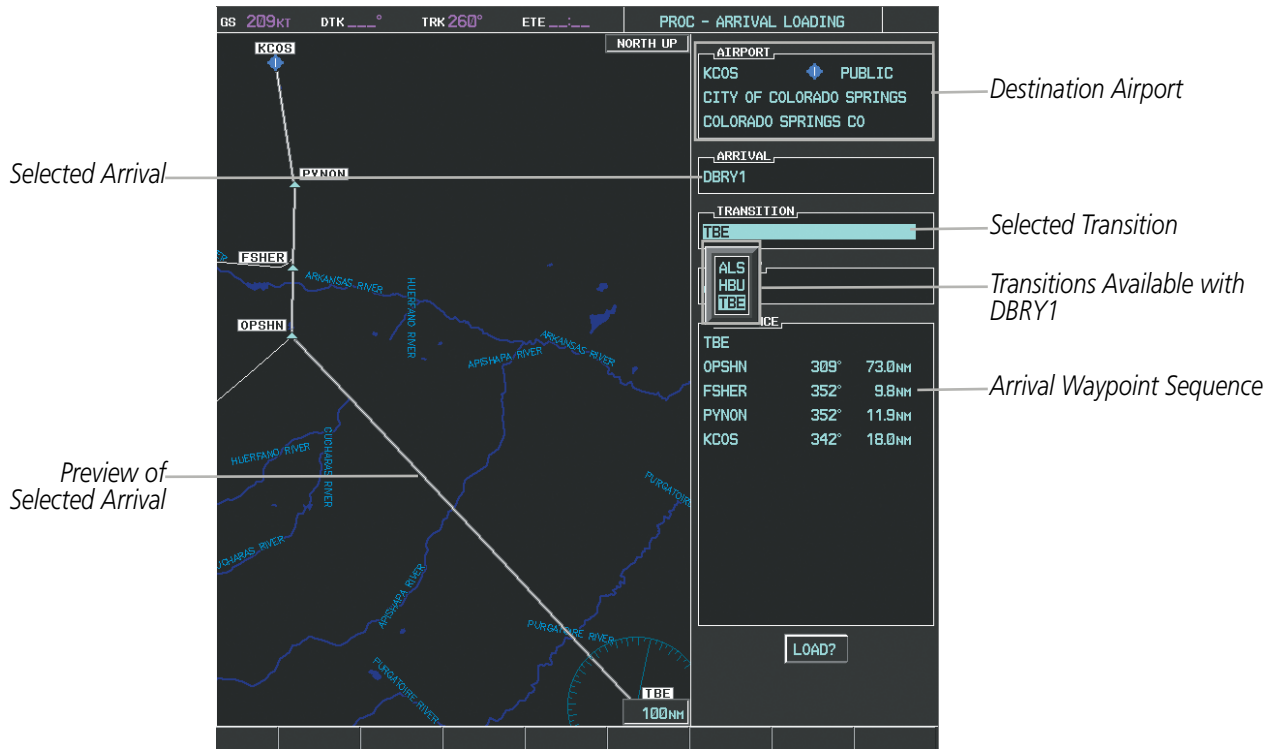 GS 209KT DTK ___° TRK 260° ETE __:__ PROC - ARRIVAL LOADING
NORTH UP
KCOS
PYNON
FSHER
ARKANSAS RIVER
HUERFANO RIVER
OPSHN
ARKANSAS RIVER
APISHAPA RIVER
HUERFANO RIVER
CUCHARAS RIVER
PURGATOIRE
APISHAPA RIVER
PURGATOIRE RIVER
PURGATOIRE RIVER
TBE
100NM
AIRPORT
KCOS PUBLIC
CITY OF COLORADO SPRINGS
COLORADO SPRINGS CO
ARRIVAL
DBRY1
TRANSITION
TBE
ALS
HBU
TBE
TBE
OPSHN 309° 73.0NM
FSHER 352° 9.8NM
PYNON 352° 11.9NM
KCOS 342° 18.0NM
LOAD?
Selected Arrival
Preview of
Selected Arrival
Destination Airport
Selected Transition
Transitions Available with
DBRY1
Arrival Waypoint Sequence